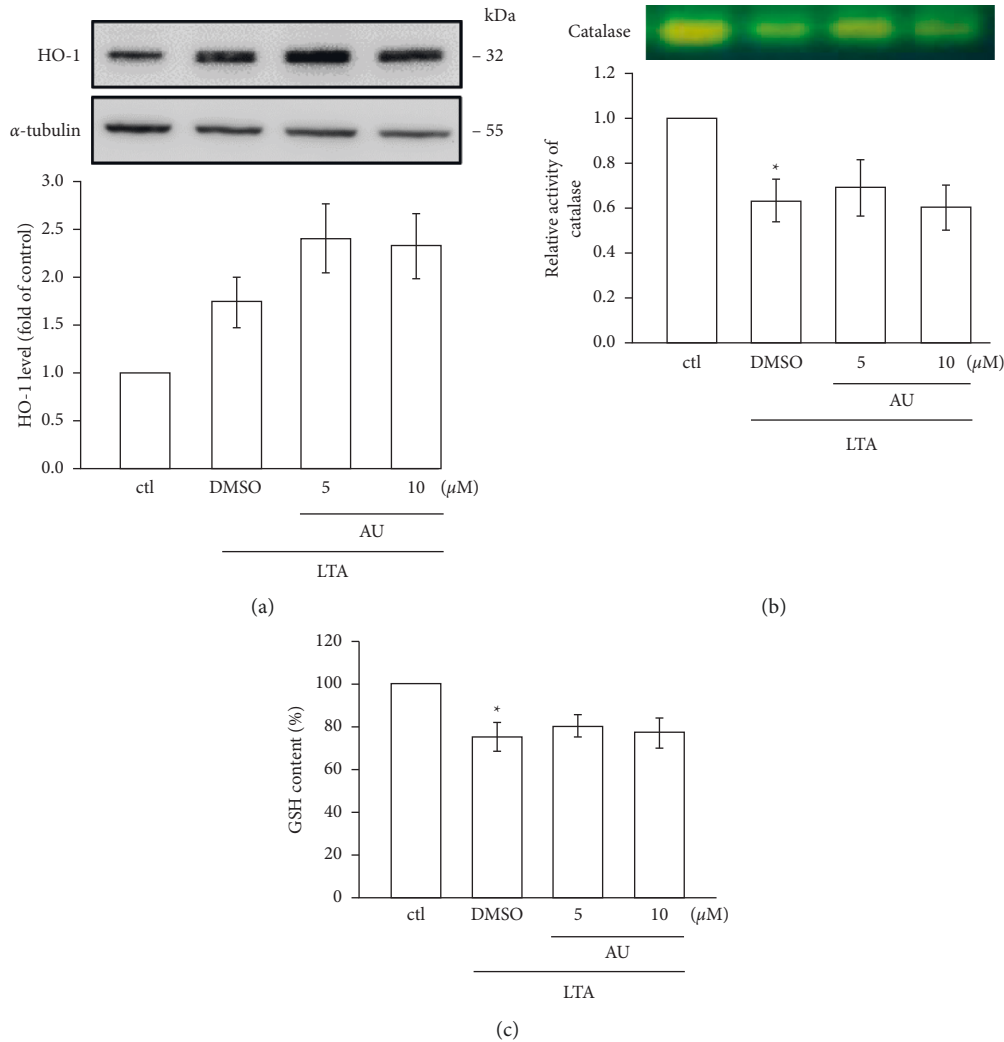 kDa
HO-1
– 32
α-tubulin
– 55
HO-1 level (fold of control)
3.0
2.5
2.0
1.5
1.0
0.5
0.0
ctl DMSO 5 10 (μM)
AU
LTA
(a)
Catalase
Relative activity of
catalase
1.2
1.0
0.8
0.6
0.4
0.2
0.0
*
ctl DMSO 5 10 (μM)
AU
LTA
(b)
GSH content (%)
120
100
80
60
40
20
0
*
ctl DMSO 5 10 (μM)
AU
LTA
(c)